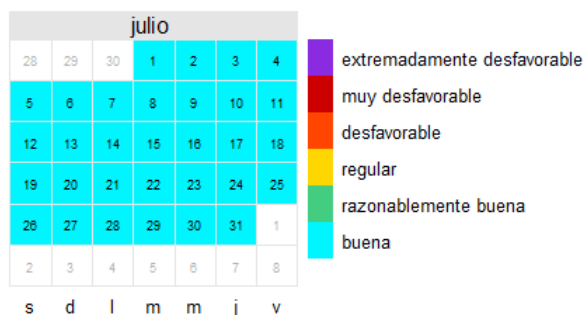 julio
28 29 30 1 2 3 4
5 6 7 8 9 10 11
12 13 14 15 16 17 18
19 20 21 22 23 24 25
26 27 28 29 30 31 1
2 3 4 5 6 7 8
s d l m m j v
extremadamente desfavorable
muy desfavorable
desfavorable
regular
razonablemente buena
buena